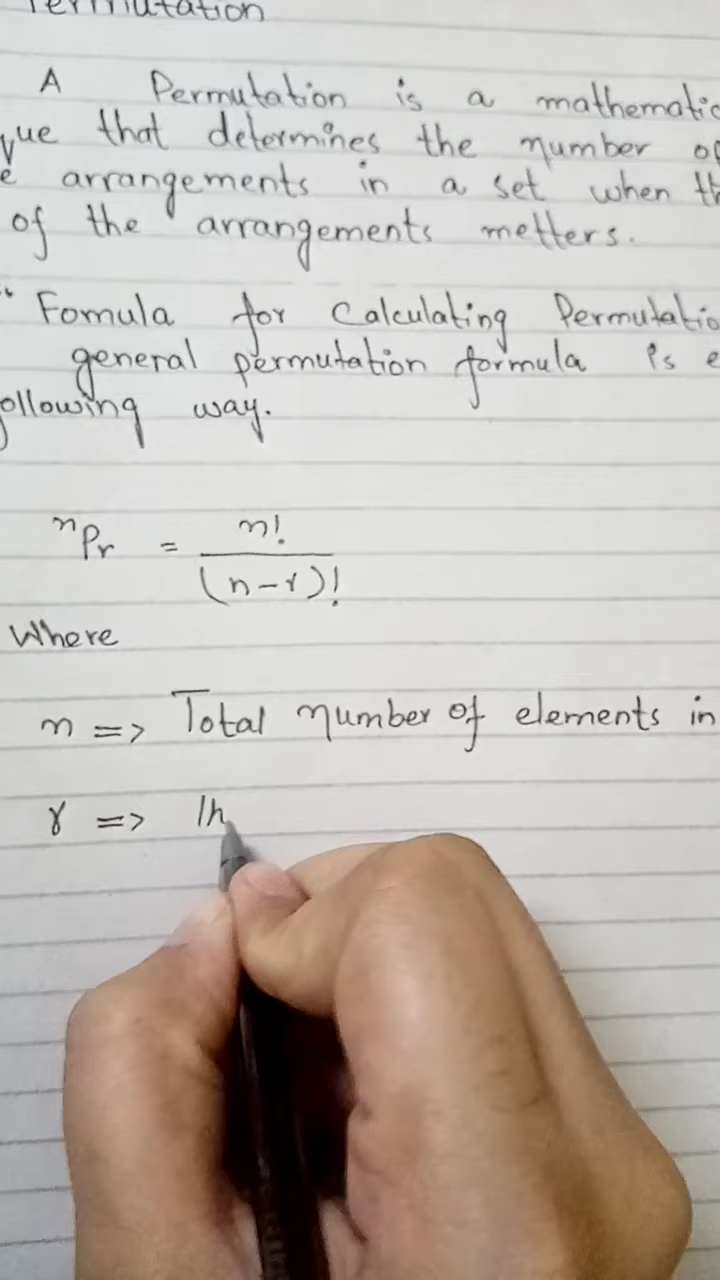 Permutation
A Permutation is a mathematic
que that determines the number of
e arrangements in a set when th
of the arrangements metters.
Fomula for Calculating Permutatio
general permutation formula is e
ollowing way.
nPr = n! / (n-r)!
Where
n => Total number of elements in
r => Th